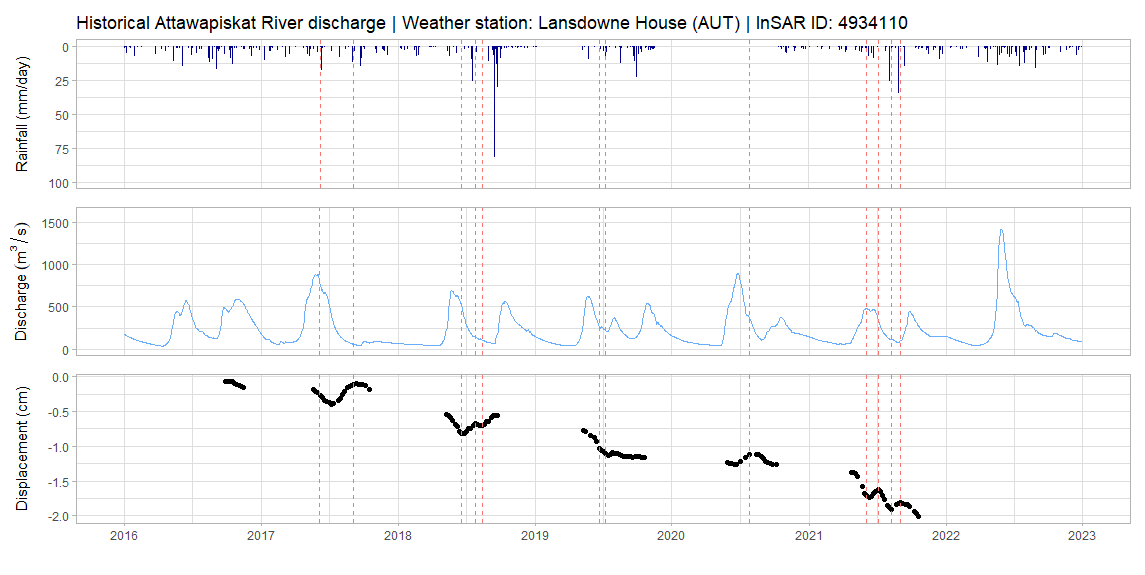 Historical Attawapiskat River discharge | Weather station: Lansdowne House (AUT) | InSAR ID: 4934110
Rainfall (mm/day)
0
25
50
75
100
Discharge (m³ / s)
1500
1000
500
0
Displacement (cm)
0.0
-0.5
-1.0
-1.5
-2.0
2016 2017 2018 2019 2020 2021 2022 2023